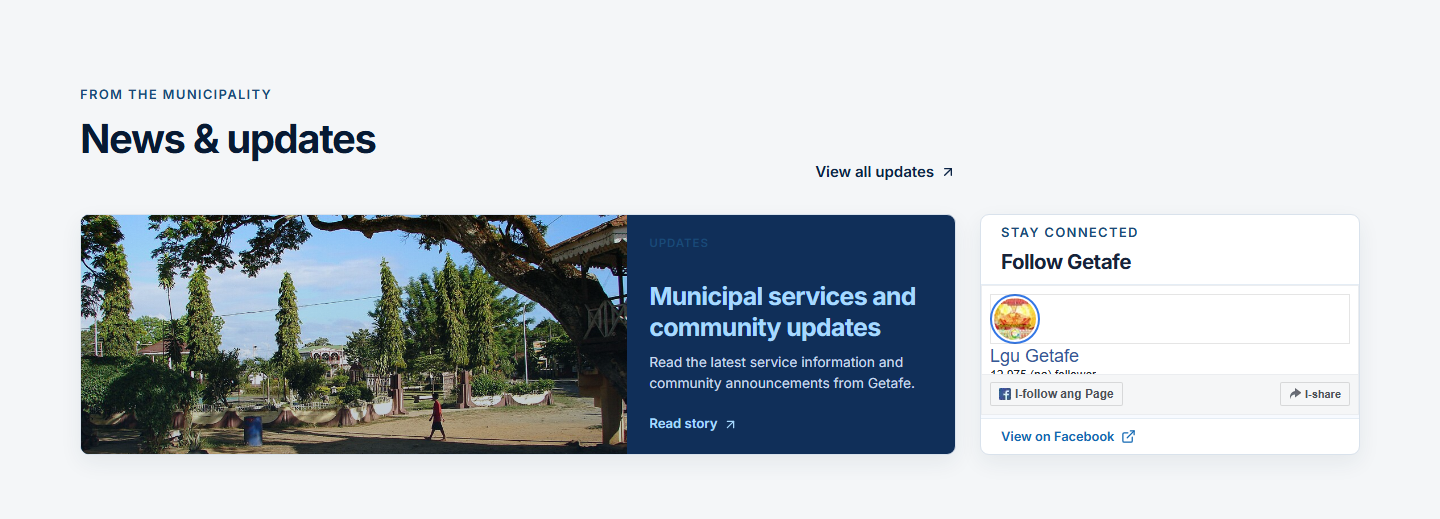 FROM THE MUNICIPALITY
News & updates
View all updates
UPDATES
Municipal services and
community updates
Read the latest service information and
community announcements from Getafe.
Read story
STAY CONNECTED
Follow Getafe
Lgu Getafe
I-follow ang Page
I-share
View on Facebook